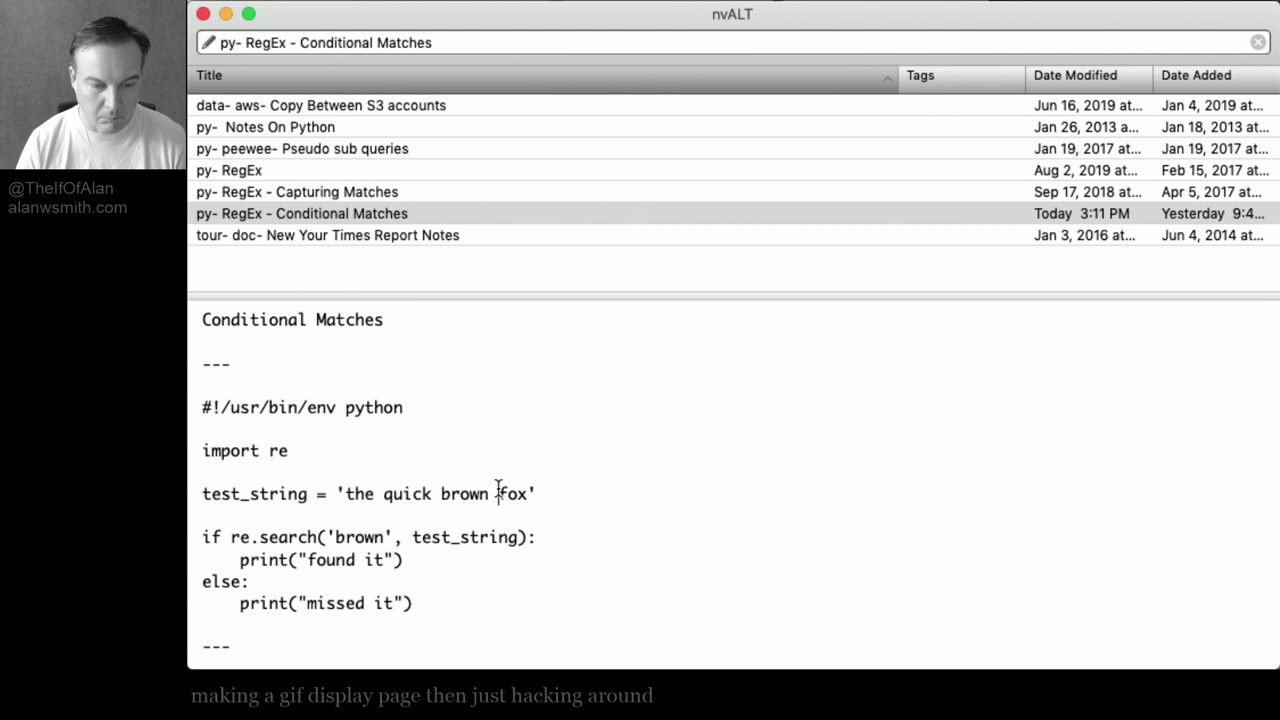 nvALT
py- RegEx - Conditional Matches
Title Tags Date Modified Date Added
data- aws- Copy Between S3 accounts Jun 16, 2019 at... Jan 4, 2019 at...
py-  Notes On Python Jan 26, 2013 a... Jan 18, 2013 at...
py- peewee- Pseudo sub queries Jan 19, 2017 at... Jan 19, 2017 at...
py- RegEx Aug 2, 2019 at... Feb 15, 2017 at...
py- RegEx - Capturing Matches Sep 17, 2018 at... Apr 5, 2017 at...
py- RegEx - Conditional Matches Today  3:11 PM Yesterday  9:4...
tour- doc- New Your Times Report Notes Jan 3, 2016 at... Jun 4, 2014 at...
@TheIfOfAlan
alanwsmith.com
Conditional Matches
---
#!/usr/bin/env python
import re
test_string = 'the quick brown fox'
if re.search('brown', test_string):
    print("found it")
else:
    print("missed it")
---
making a gif display page then just hacking around